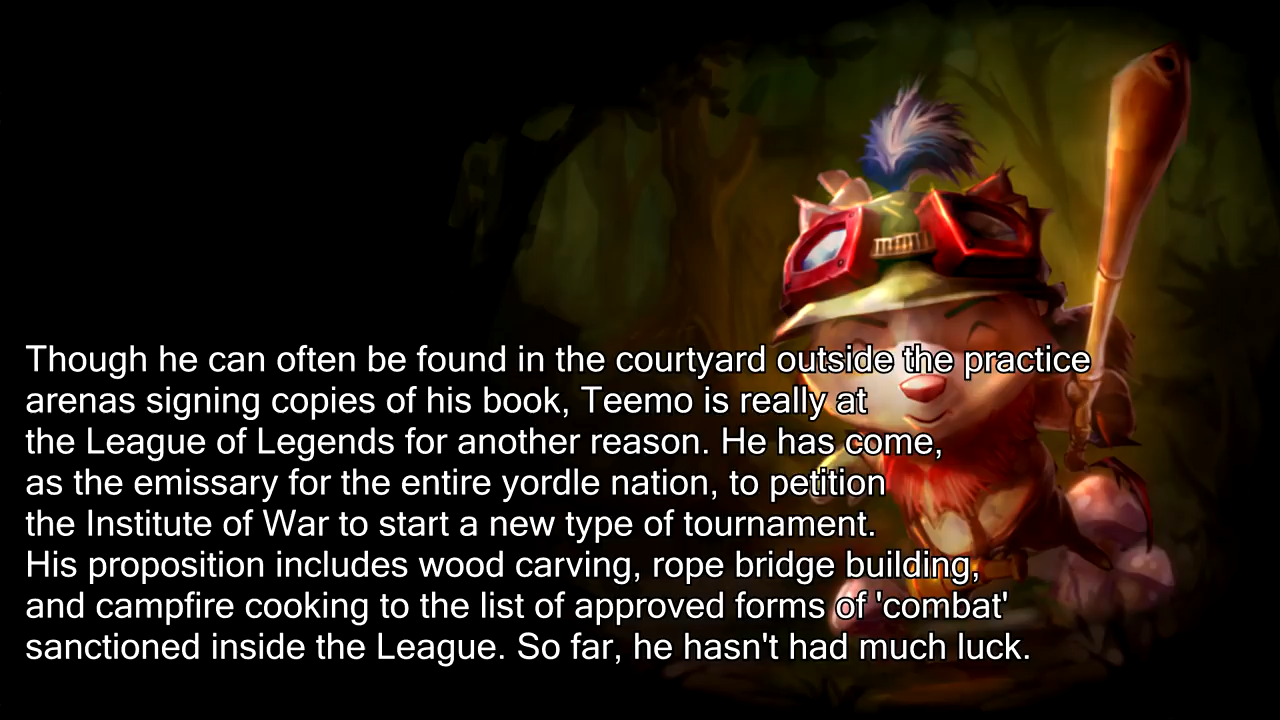 Though he can often be found in the courtyard outside the practice
arenas signing copies of his book, Teemo is really at
the League of Legends for another reason. He has come,
as the emissary for the entire yordle nation, to petition
the Institute of War to start a new type of tournament.
His proposition includes wood carving, rope bridge building,
and campfire cooking to the list of approved forms of 'combat'
sanctioned inside the League. So far, he hasn't had much luck.